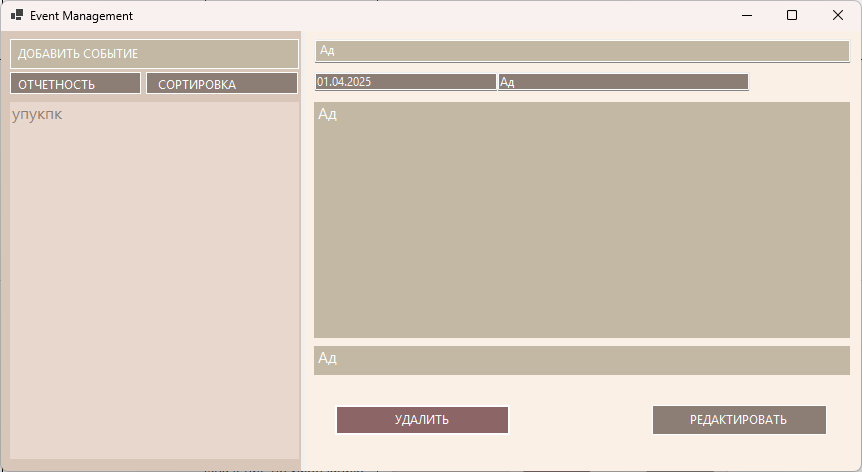 Event Management
ДОБАВИТЬ СОБЫТИЕ
ОТЧЕТНОСТЬ
СОРТИРОВКА
упукпк
Ад
01.04.2025
Ад
Ад
Ад
УДАЛИТЬ
РЕДАКТИРОВАТЬ